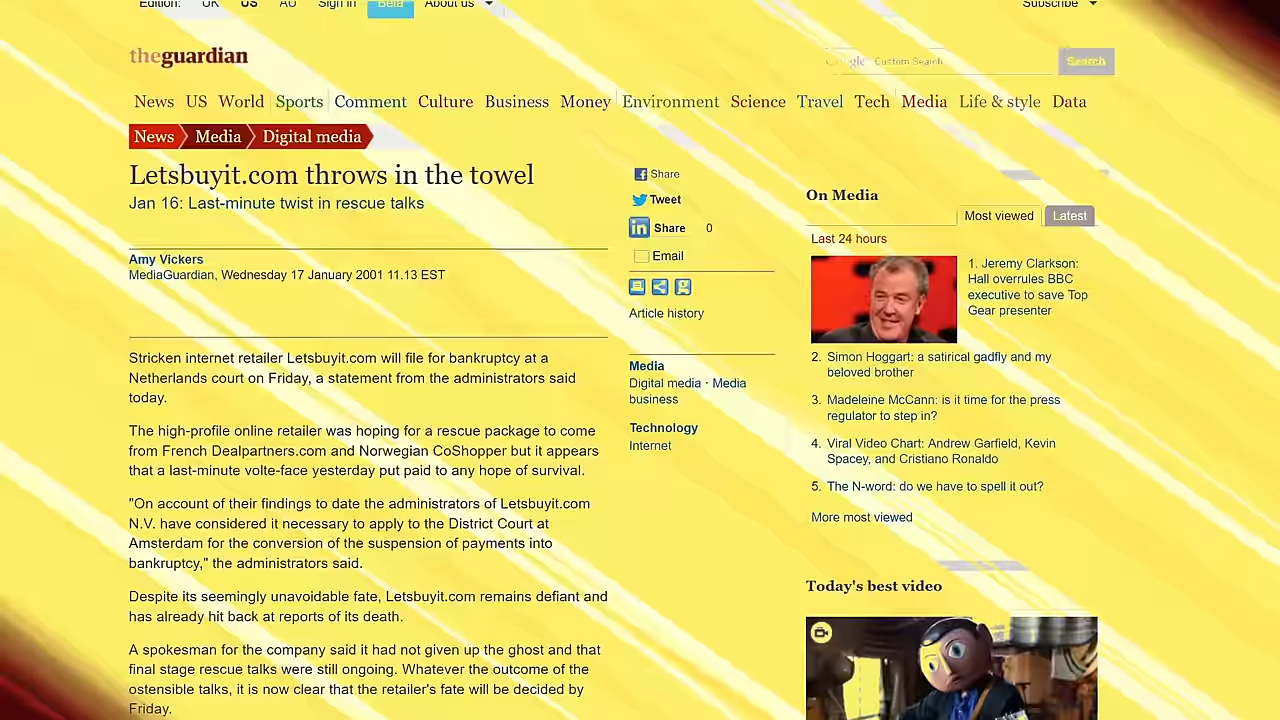 Edition: UK US AU Sign in Beta About us Subscribe
theguardian
Google Custom Search Search
News US World Sports Comment Culture Business Money Environment Science Travel Tech Media Life & style Data
News Media Digital media
Letsbuyit.com throws in the towel
Jan 16: Last-minute twist in rescue talks
Amy Vickers
MediaGuardian, Wednesday 17 January 2001 11.13 EST
Stricken internet retailer Letsbuyit.com will file for bankruptcy at a
Netherlands court on Friday, a statement from the administrators said
today.
The high-profile online retailer was hoping for a rescue package to come
from French Dealpartners.com and Norwegian CoShopper but it appears
that a last-minute volte-face yesterday put paid to any hope of survival.
"On account of their findings to date the administrators of Letsbuyit.com
N.V. have considered it necessary to apply to the District Court at
Amsterdam for the conversion of the suspension of payments into
bankruptcy," the administrators said.
Despite its seemingly unavoidable fate, Letsbuyit.com remains defiant and
has already hit back at reports of its death.
A spokesman for the company said it had not given up the ghost and that
final stage rescue talks were still ongoing. Whatever the outcome of the
ostensible talks, it is now clear that the retailer's fate will be decided by
Friday.
Share
Tweet
in Share 0
Email
Article history
Media
Digital media · Media
business
Technology
Internet
On Media
Most viewed Latest
Last 24 hours
1. Jeremy Clarkson:
Hall overrules BBC
executive to save Top
Gear presenter
2. Simon Hoggart: a satirical gadfly and my
beloved brother
3. Madeleine McCann: is it time for the press
regulator to step in?
4. Viral Video Chart: Andrew Garfield, Kevin
Spacey, and Cristiano Ronaldo
5. The N-word: do we have to spell it out?
More most viewed
Today's best video